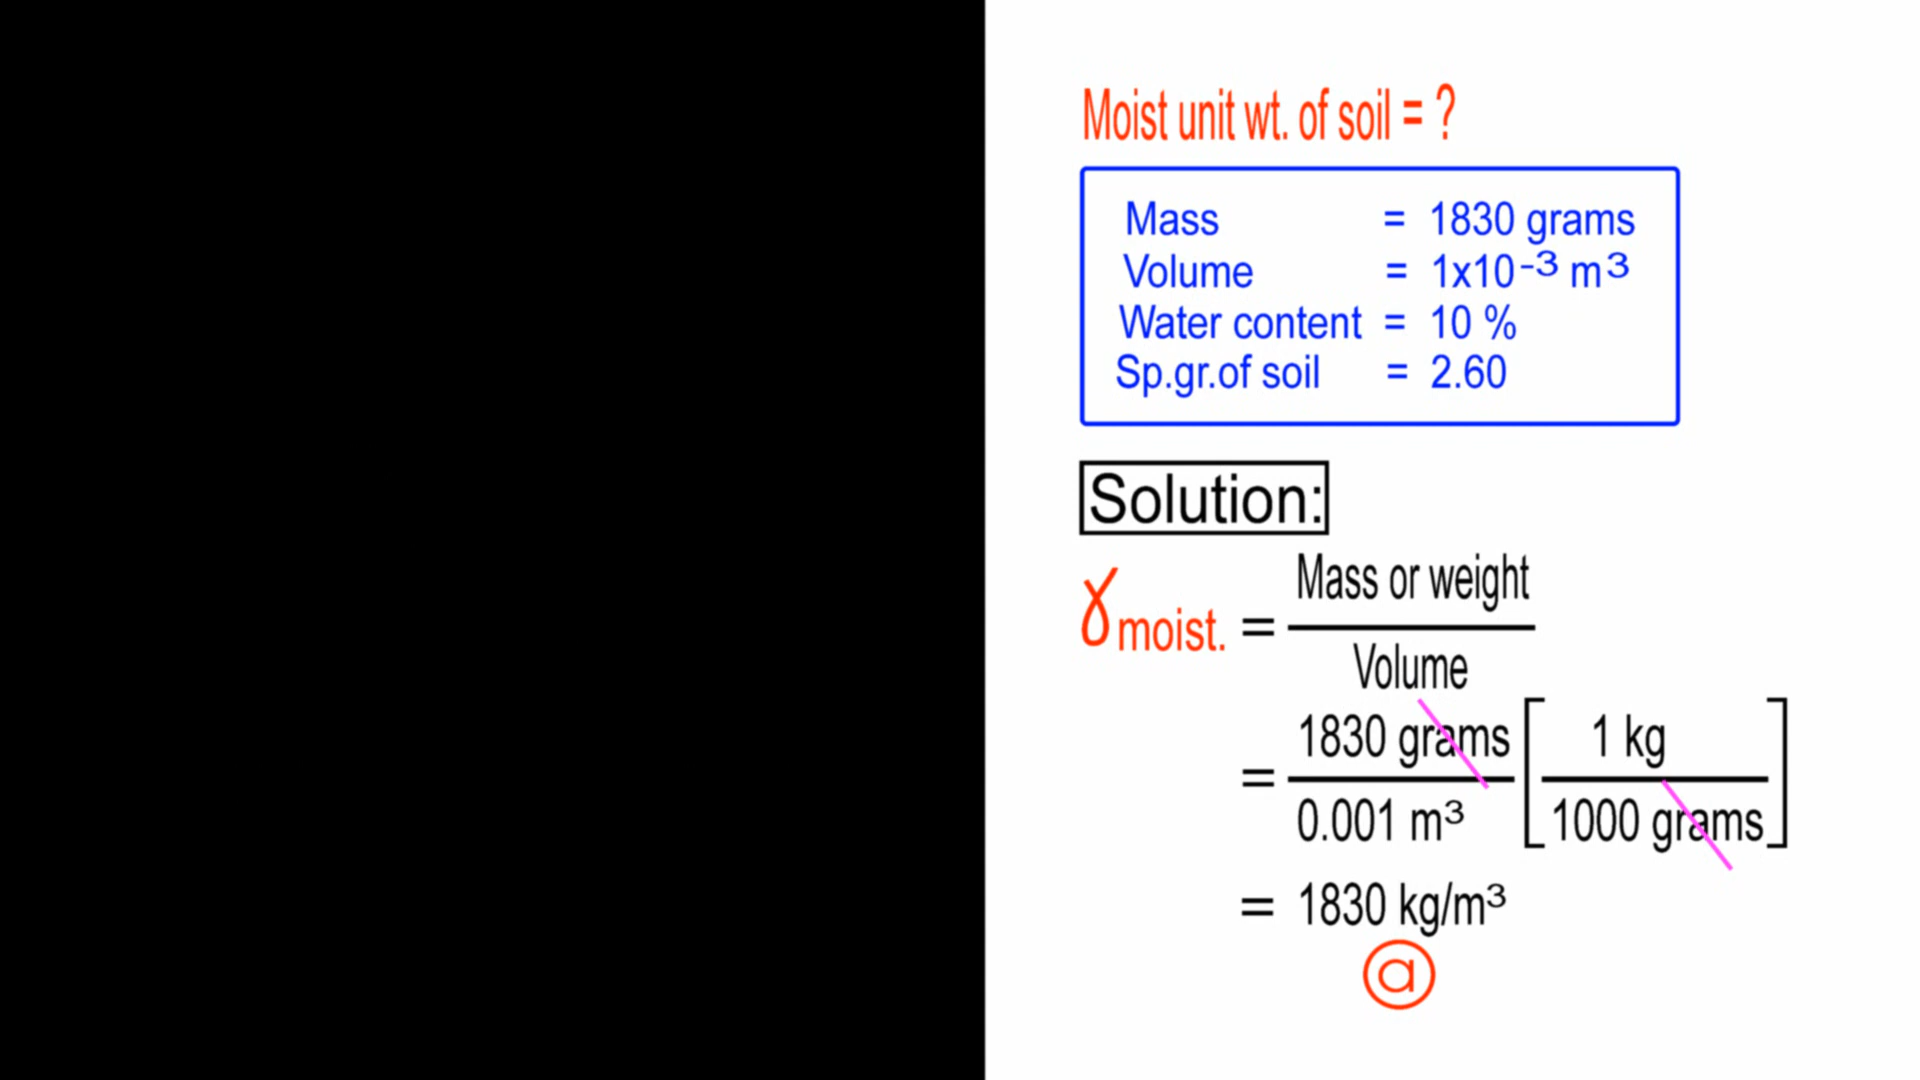 Moist unit wt. of soil = ?
Mass = 1830 grams
Volume = 1x10⁻³ m³
Water content = 10 %
Sp.gr.of soil = 2.60
Solution:
ɣmoist. = Mass or weight
Volume
= 1830 grams [ 1 kg ]
0.001 m³ 1000 grams
= 1830 kg/m³
a